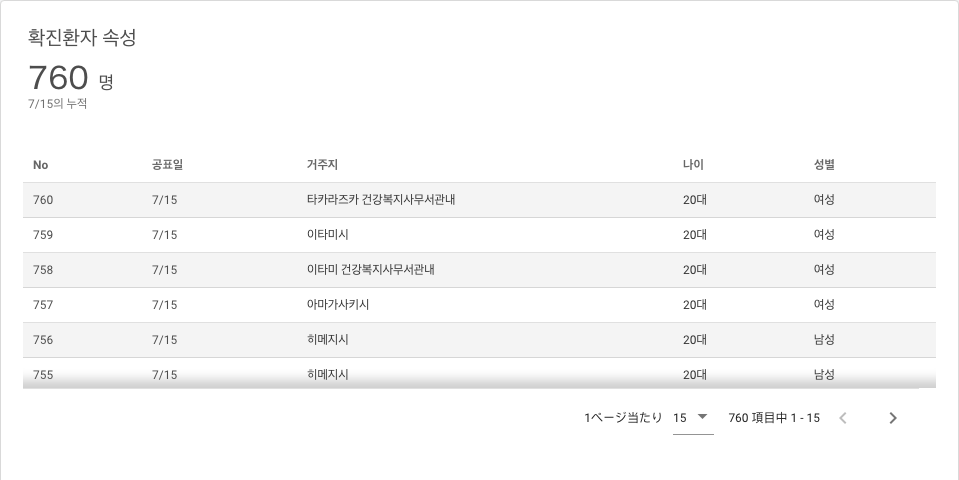 확진환자 속성
760 명
7/15의 누적
No 공표일 거주지 나이 성별
760 7/15 타카라즈카 건강복지사무서관내 20대 여성
759 7/15 이타미시 20대 여성
758 7/15 이타미 건강복지사무서관내 20대 여성
757 7/15 아마가사키시 20대 여성
756 7/15 히메지시 20대 남성
755 7/15 히메지시 20대 남성
1ページ当たり 15 760 項目中 1 - 15